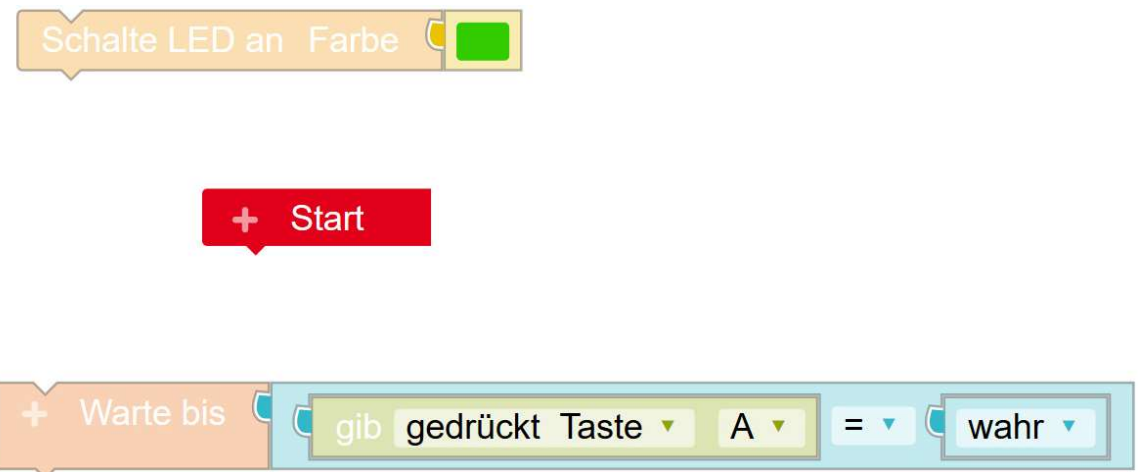 Schalte LED an Farbe
+ Start
+ Warte bis gib gedrückt Taste ▾ A ▾ = ▾ wahr ▾